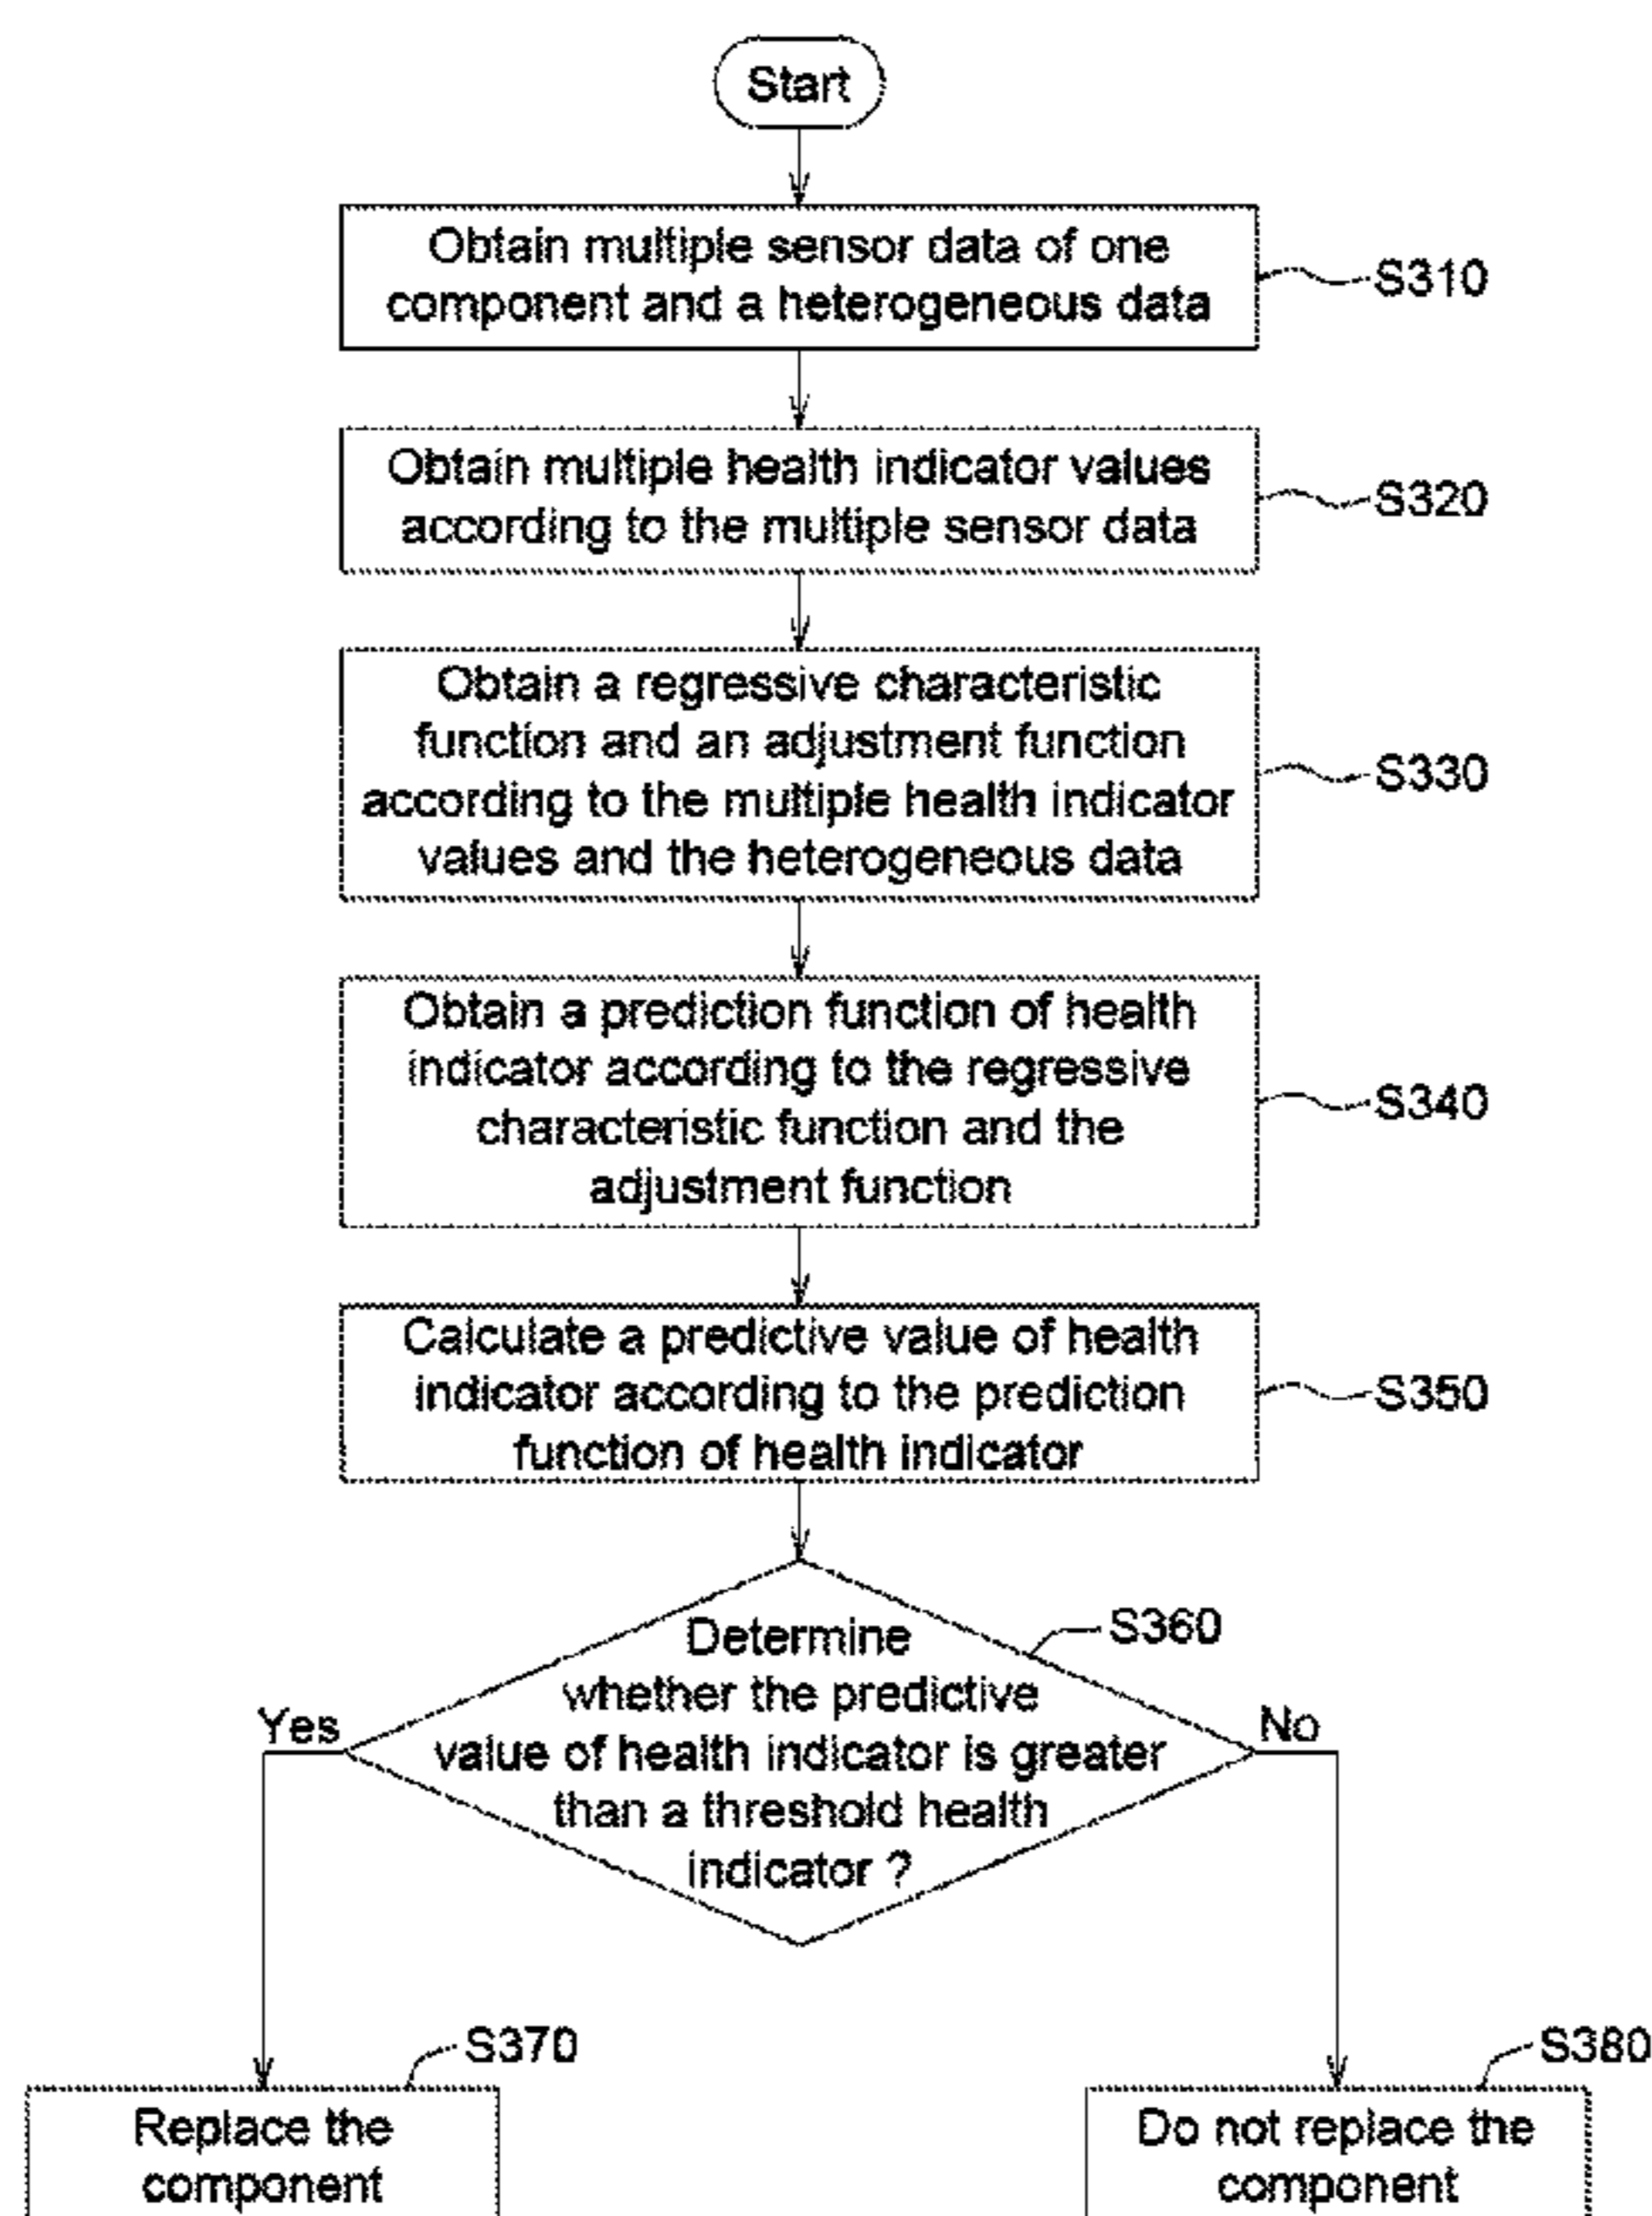 Start
Obtain multiple sensor data of one
component and a heterogeneous data
S310
Obtain multiple health indicator values
according to the multiple sensor data
S320
Obtain a regressive characteristic
function and an adjustment function
according to the multiple health indicator
values and the heterogeneous data
S330
Obtain a prediction function of health
indicator according to the regressive
characteristic function and the
adjustment function
S340
Calculate a predictive value of health
indicator according to the prediction
function of health indicator
S350
Determine
whether the predictive
value of health indicator is greater
than a threshold health
indicator ?
S360
Yes
No
S370
Replace the
component
S380
Do not replace the
component